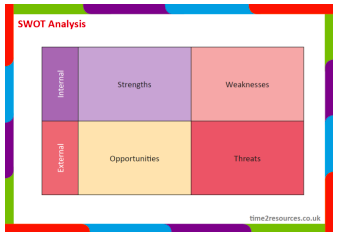 SWOT Analysis
Internal
Strengths
Weaknesses
External
Opportunities
Threats
time2resources.co.uk